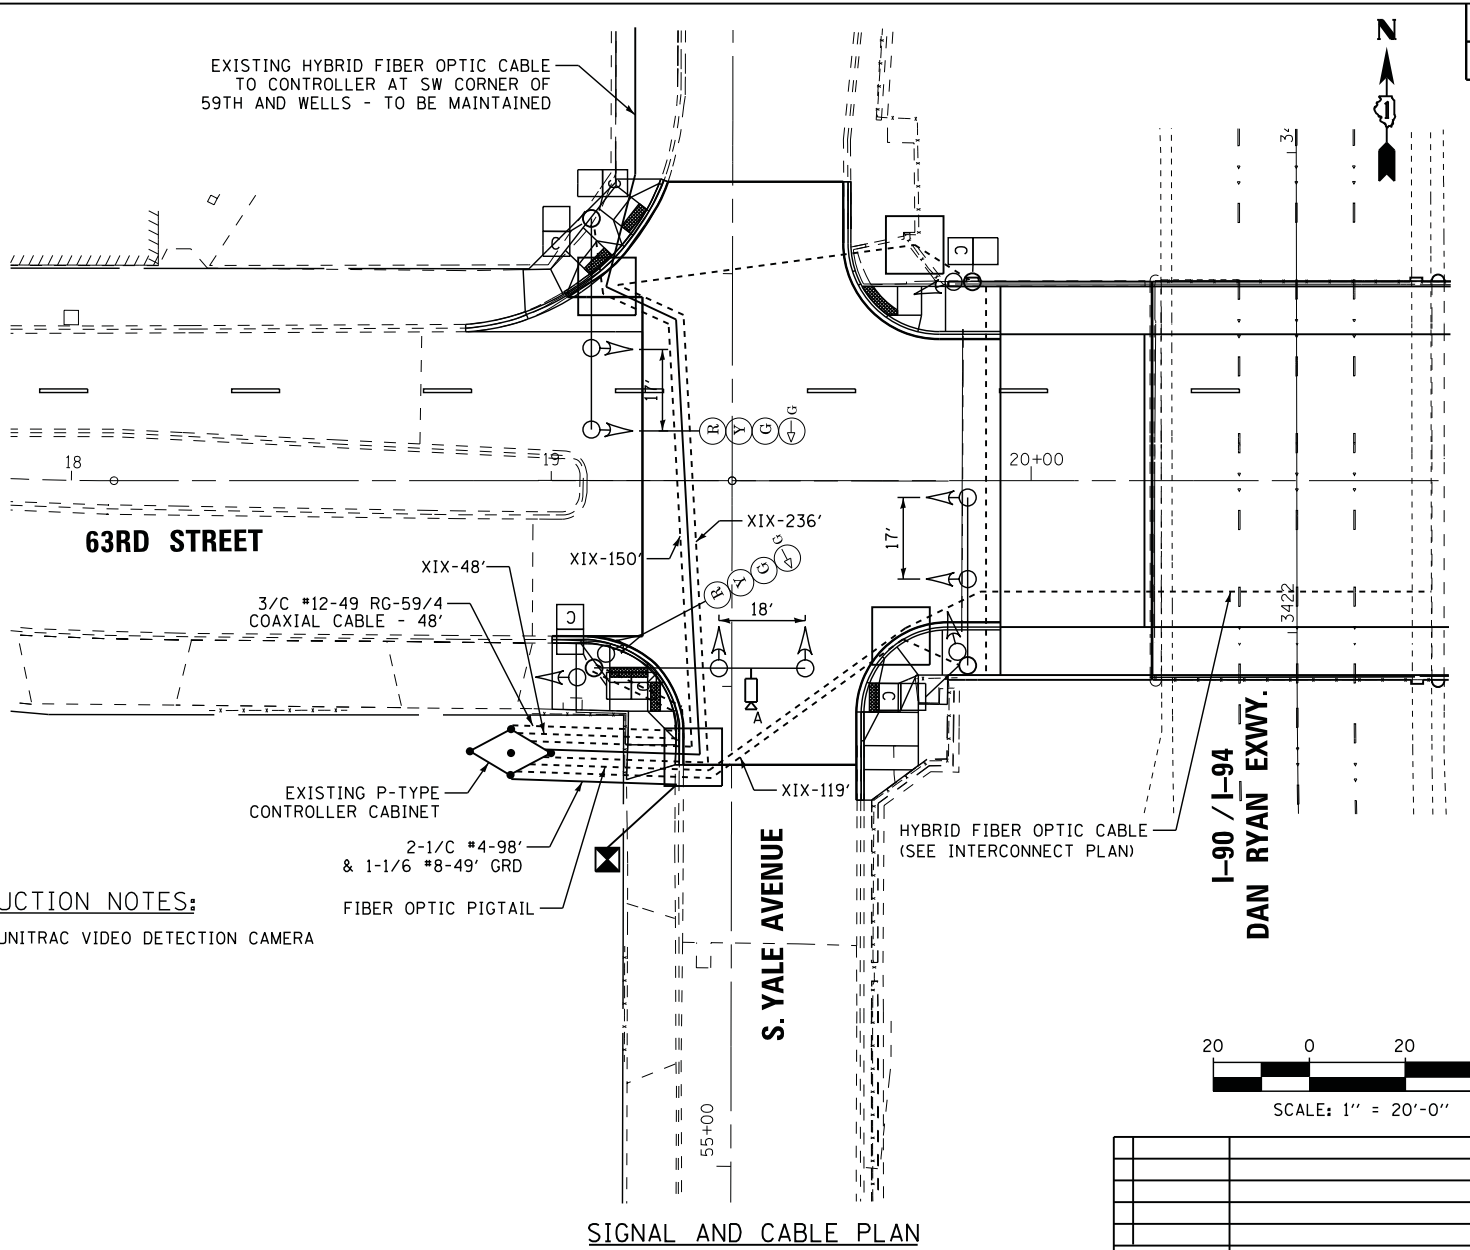 EXISTING HYBRID FIBER OPTIC CABLE
TO CONTROLLER AT SW CORNER OF
59TH AND WELLS - TO BE MAINTAINED
N
1
C
C
17'
R Y G G
18
19
20+00
63RD STREET
XIX-236'
XIX-150'
XIX-48'
3/C #12-49 RG-59/4
COAXIAL CABLE - 48'
R Y G G
17'
18'
3422
C
C
A
EXISTING P-TYPE
CONTROLLER CABINET
XIX-119'
2-1/C #4-98'
& 1-1/6 #8-49' GRD
FIBER OPTIC PIGTAIL
HYBRID FIBER OPTIC CABLE
(SEE INTERCONNECT PLAN)
I-90 / I-94
DAN RYAN EXWY.
S. YALE AVENUE
UCTION NOTES:
UNITRAC VIDEO DETECTION CAMERA
55+00
20 0 20
SCALE: 1'' = 20'-0''
SIGNAL AND CABLE PLAN